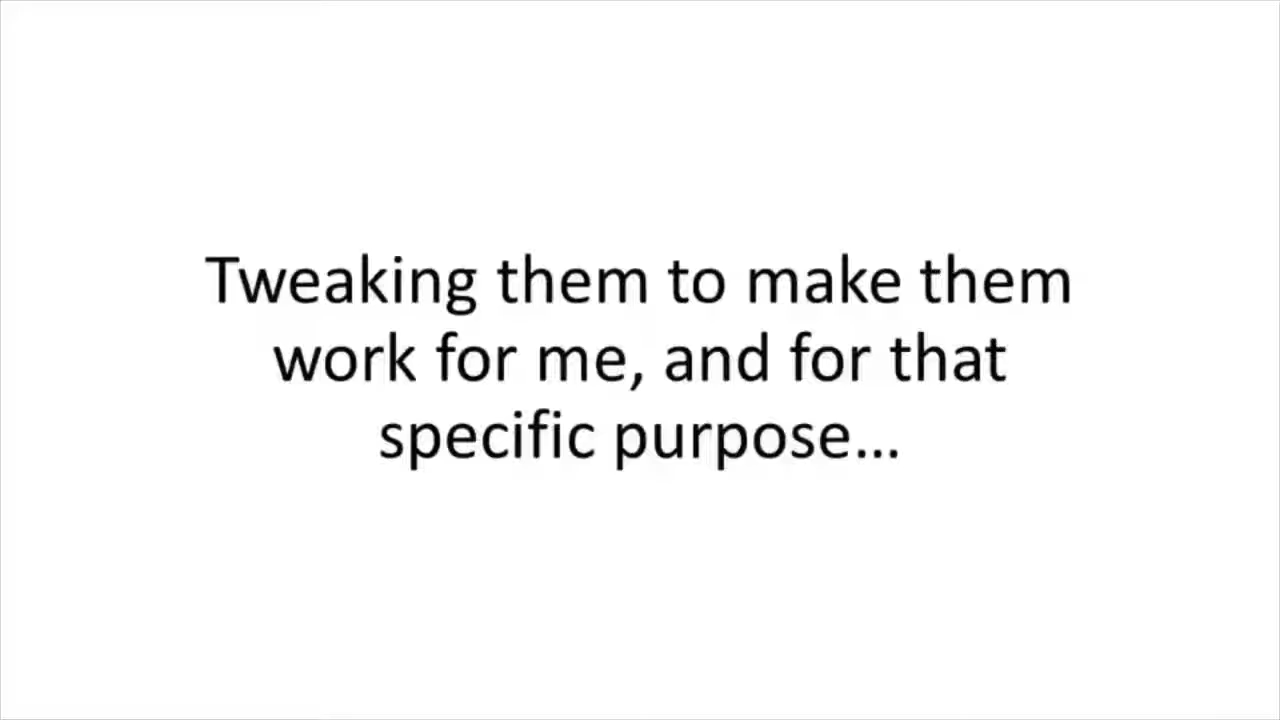 Tweaking them to make them
work for me, and for that
specific purpose...